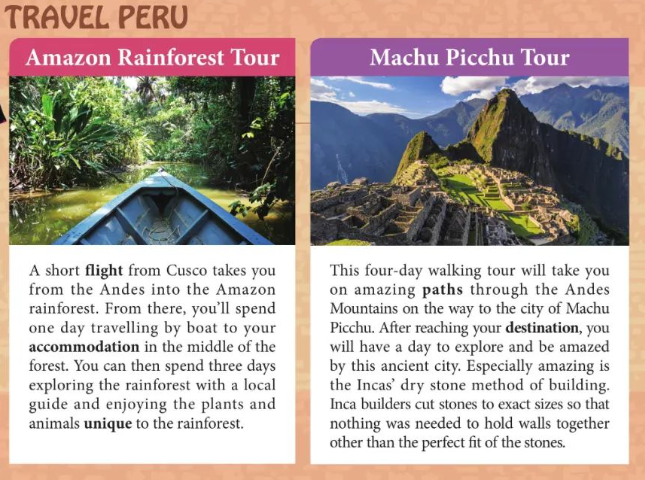 TRAVEL PERU
Amazon Rainforest Tour
A short flight from Cusco takes you
from the Andes into the Amazon
rainforest. From there, you'll spend
one day travelling by boat to your
accommodation in the middle of the
forest. You can then spend three days
exploring the rainforest with a local
guide and enjoying the plants and
animals unique to the rainforest.
Machu Picchu Tour
This four-day walking tour will take you
on amazing paths through the Andes
Mountains on the way to the city of Machu
Picchu. After reaching your destination, you
will have a day to explore and be amazed
by this ancient city. Especially amazing is
the Incas' dry stone method of building.
Inca builders cut stones to exact sizes so that
nothing was needed to hold walls together
other than the perfect fit of the stones.